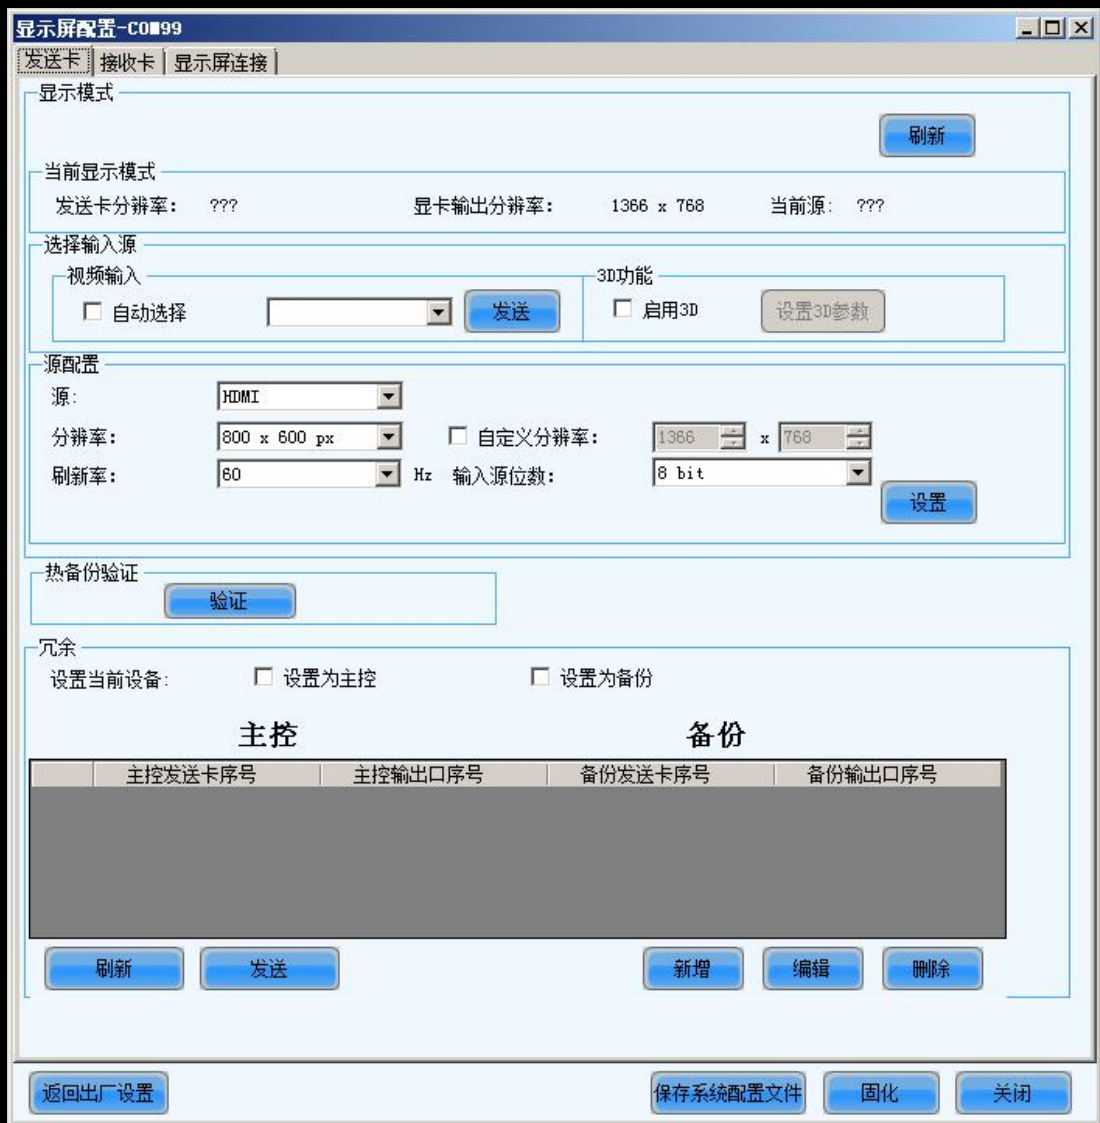 显示屏配置-COM99
发送卡 接收卡 显示屏连接
显示模式
刷新
当前显示模式
发送卡分辨率: ??? 显卡输出分辨率: 1366 x 768 当前源: ???
选择输入源
视频输入 3D功能
自动选择 发送 启用3D 设置3D参数
源配置
源: HDMI
分辨率: 800 x 600 px 自定义分辨率: 1366 x 768
刷新率: 60 Hz 输入源位数: 8 bit
设置
热备份验证
验证
冗余
设置当前设备: 设置为主控 设置为备份
主控 备份
主控发送卡序号 主控输出口序号 备份发送卡序号 备份输出口序号
刷新 发送 新增 编辑 删除
返回出厂设置 保存系统配置文件 固化 关闭